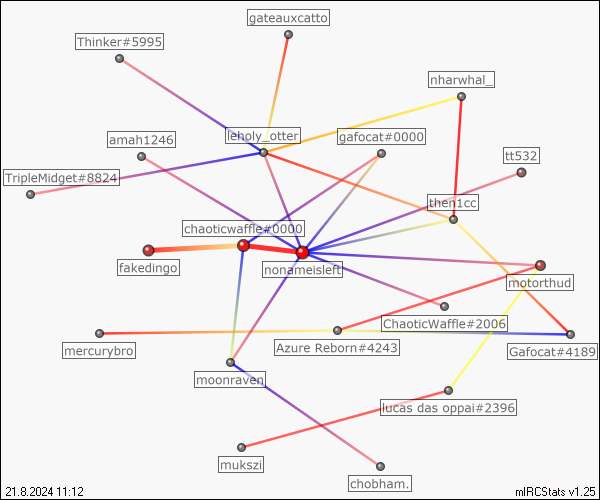 gateauxcatto
Thinker#5995
nharwhal_
leholy_otter
gafocat#0000
amah1246
tt532
TripleMidget#8824
then1cc
chaoticwaffle#0000
fakedingo
nonameisleft
motorthud
ChaoticWaffle#2006
mercurybro
Azure Reborn#4243
Gafocat#4189
moonraven_
lucas das oppai#2396
mukszi
chobham.
21.8.2024 11:12
mIRCStats v1.25